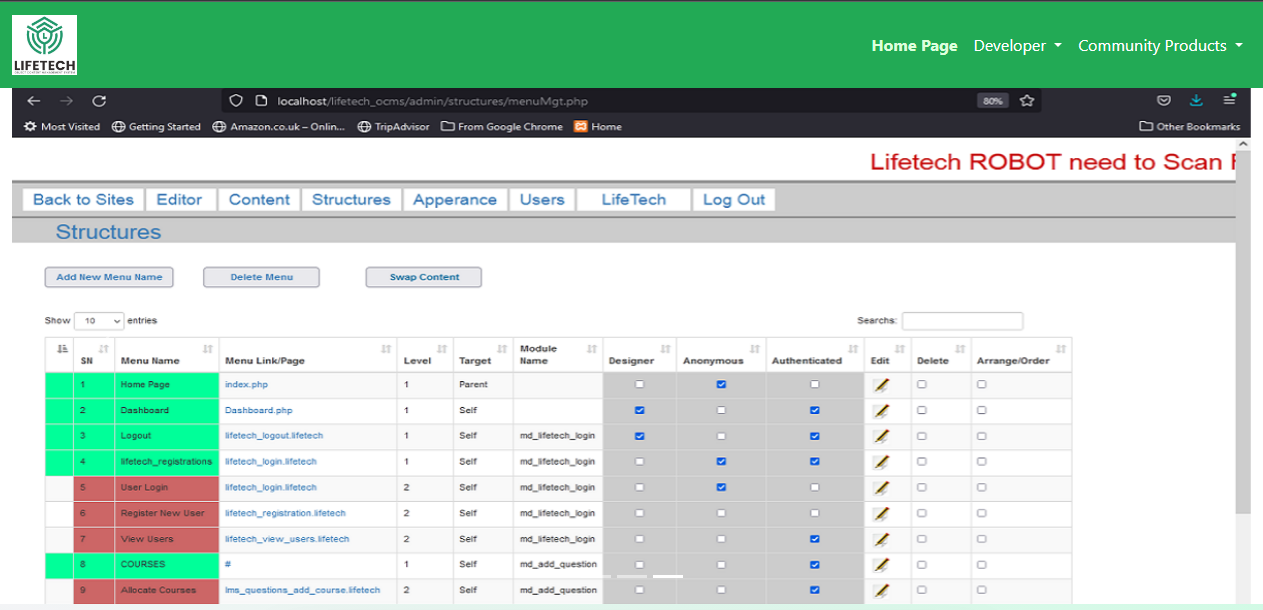 Home Page Developer Community Products
LIFETECH
localhost/lifetech_ocms/admin/structures/menuMgt.php 80%
Most Visited Getting Started Amazon.co.uk – Onlin... TripAdvisor From Google Chrome Home Other Bookmarks
Lifetech ROBOT need to Scan
Back to Sites Editor Content Structures Apperance Users LifeTech Log Out
Structures
Add New Menu Name Delete Menu Swap Content
Show 10 entries Searchs:
SN Menu Name Menu Link/Page Level Target Module Name Designer Anonymous Authenticated Edit Delete Arrange/Order
1 Home Page index.php 1 Parent
2 Dashboard Dashboard.php 1 Self
3 Logout lifetech_logout.lifetech 1 Self md_lifetech_login
4 lifetech_registrations lifetech_login.lifetech 1 Self md_lifetech_login
5 User Login lifetech_login.lifetech 2 Self md_lifetech_login
6 Register New User lifetech_registration.lifetech 2 Self md_lifetech_login
7 View Users lifetech_view_users.lifetech 2 Self md_lifetech_login
8 COURSES # 1 Self md_add_question
9 Allocate Courses lms_questions_add_course.lifetech 2 Self md_add_question